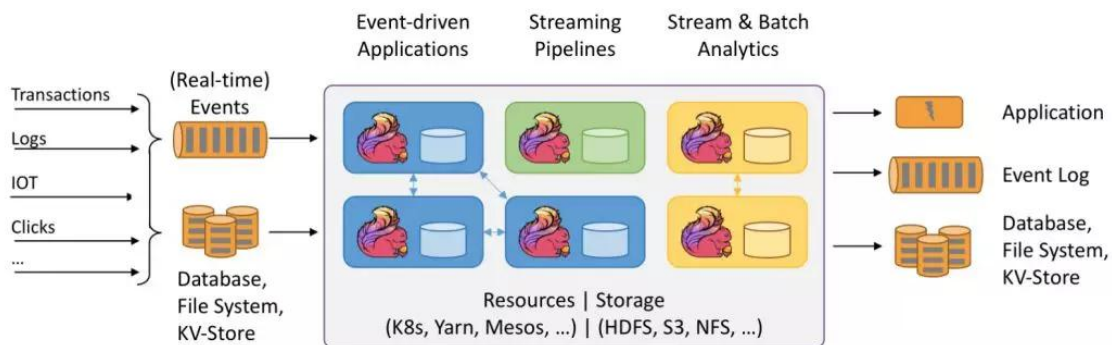 Event-driven
Applications
Streaming
Pipelines
Stream & Batch
Analytics
Transactions
Logs
IOT
Clicks
...
(Real-time)
Events
Database,
File System,
KV-Store
Resources | Storage
(K8s, Yarn, Mesos, ...) | (HDFS, S3, NFS, ...)
Application
Event Log
Database,
File System,
KV-Store